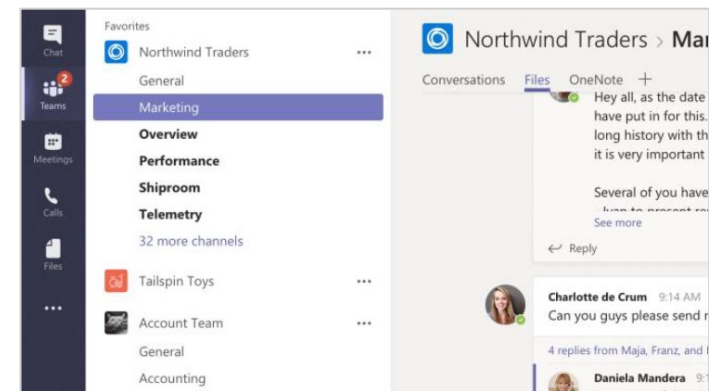 Chat
2
Teams
Meetings
Calls
Files
Favorites
Northwind Traders
General
Marketing
Overview
Performance
Shiproom
Telemetry
32 more channels
Tailspin Toys
Account Team
General
Accounting
Northwind Traders > Mar
Conversations Files OneNote +
Hey all, as the date
have put in for this.
long history with th
it is very important
Several of you have
Ivan to present
See more
Reply
Charlotte de Crum 9:14 AM
Can you guys please send
4 replies from Maja, Franz, and
Daniela Mandera